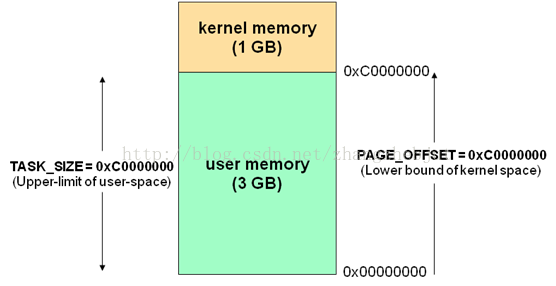 kernel memory
(1 GB)
0xC0000000
TASK_SIZE = 0xC0000000
(Upper-limit of user-space)
user memory
(3 GB)
PAGE_OFFSET = 0xC0000000
(Lower bound of kernel space)
0x00000000